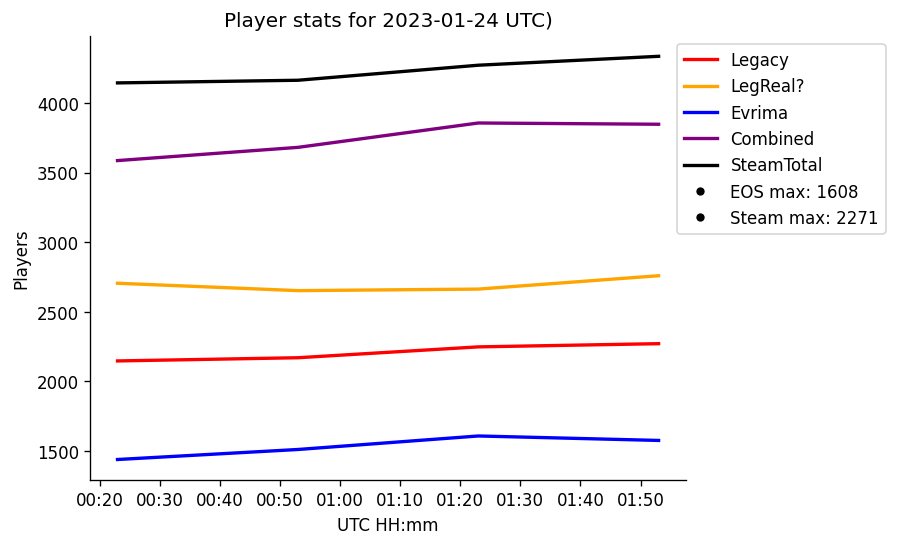 Player stats for 2023-01-24 UTC)
Legacy
LegReal?
Evrima
Combined
SteamTotal
EOS max: 1608
Steam max: 2271
Players
4000
3500
3000
2500
2000
1500
00:20 00:30 00:40 00:50 01:00 01:10 01:20 01:30 01:40 01:50
UTC HH:mm